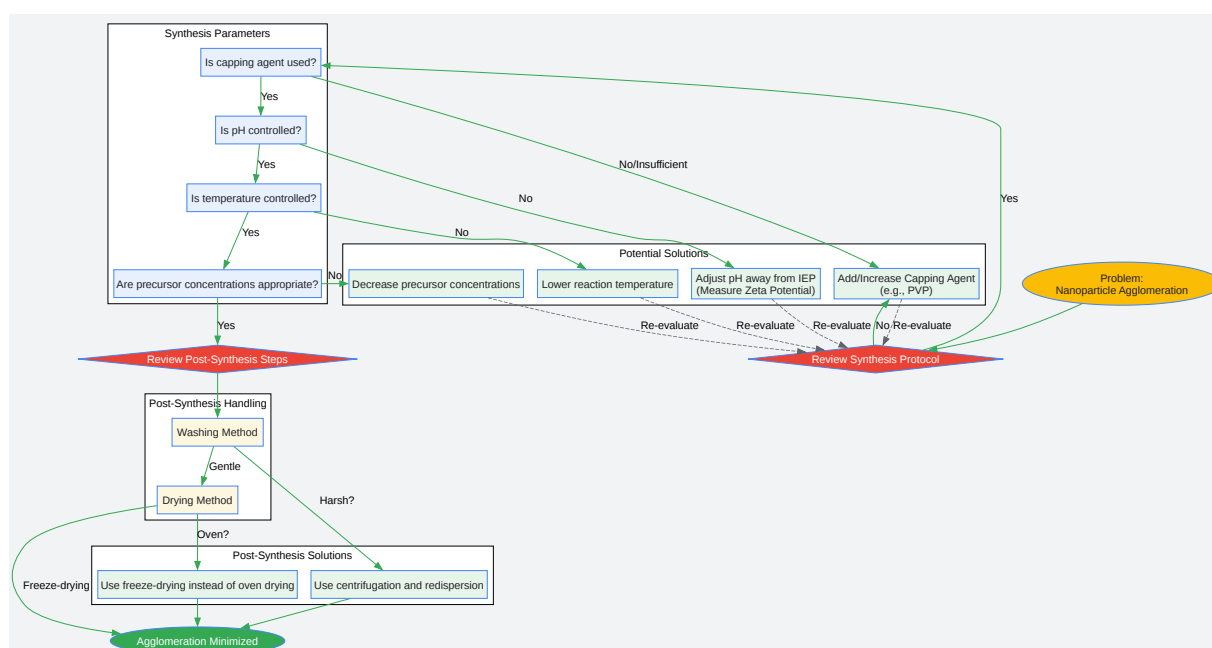 Synthesis Parameters
Is capping agent used?
Yes
Is pH controlled?
No/Insufficient
Yes
Is temperature controlled?
No
Yes
Yes
No
Potential Solutions
Are precursor concentrations appropriate?
No
Decrease precursor concentrations
Lower reaction temperature
Adjust pH away from IEP
(Measure Zeta Potential)
Add/Increase Capping Agent
(e.g., PVP)
Problem:
Nanoparticle Agglomeration
Yes
Re-evaluate
Re-evaluate
Re-evaluate
No
Re-evaluate
Review Post-Synthesis Steps
Review Synthesis Protocol
Post-Synthesis Handling
Washing Method
Gentle
Drying Method
Harsh?
Oven?
Post-Synthesis Solutions
Freeze-drying
Use freeze-drying instead of oven drying
Use centrifugation and redispersion
Agglomeration Minimized